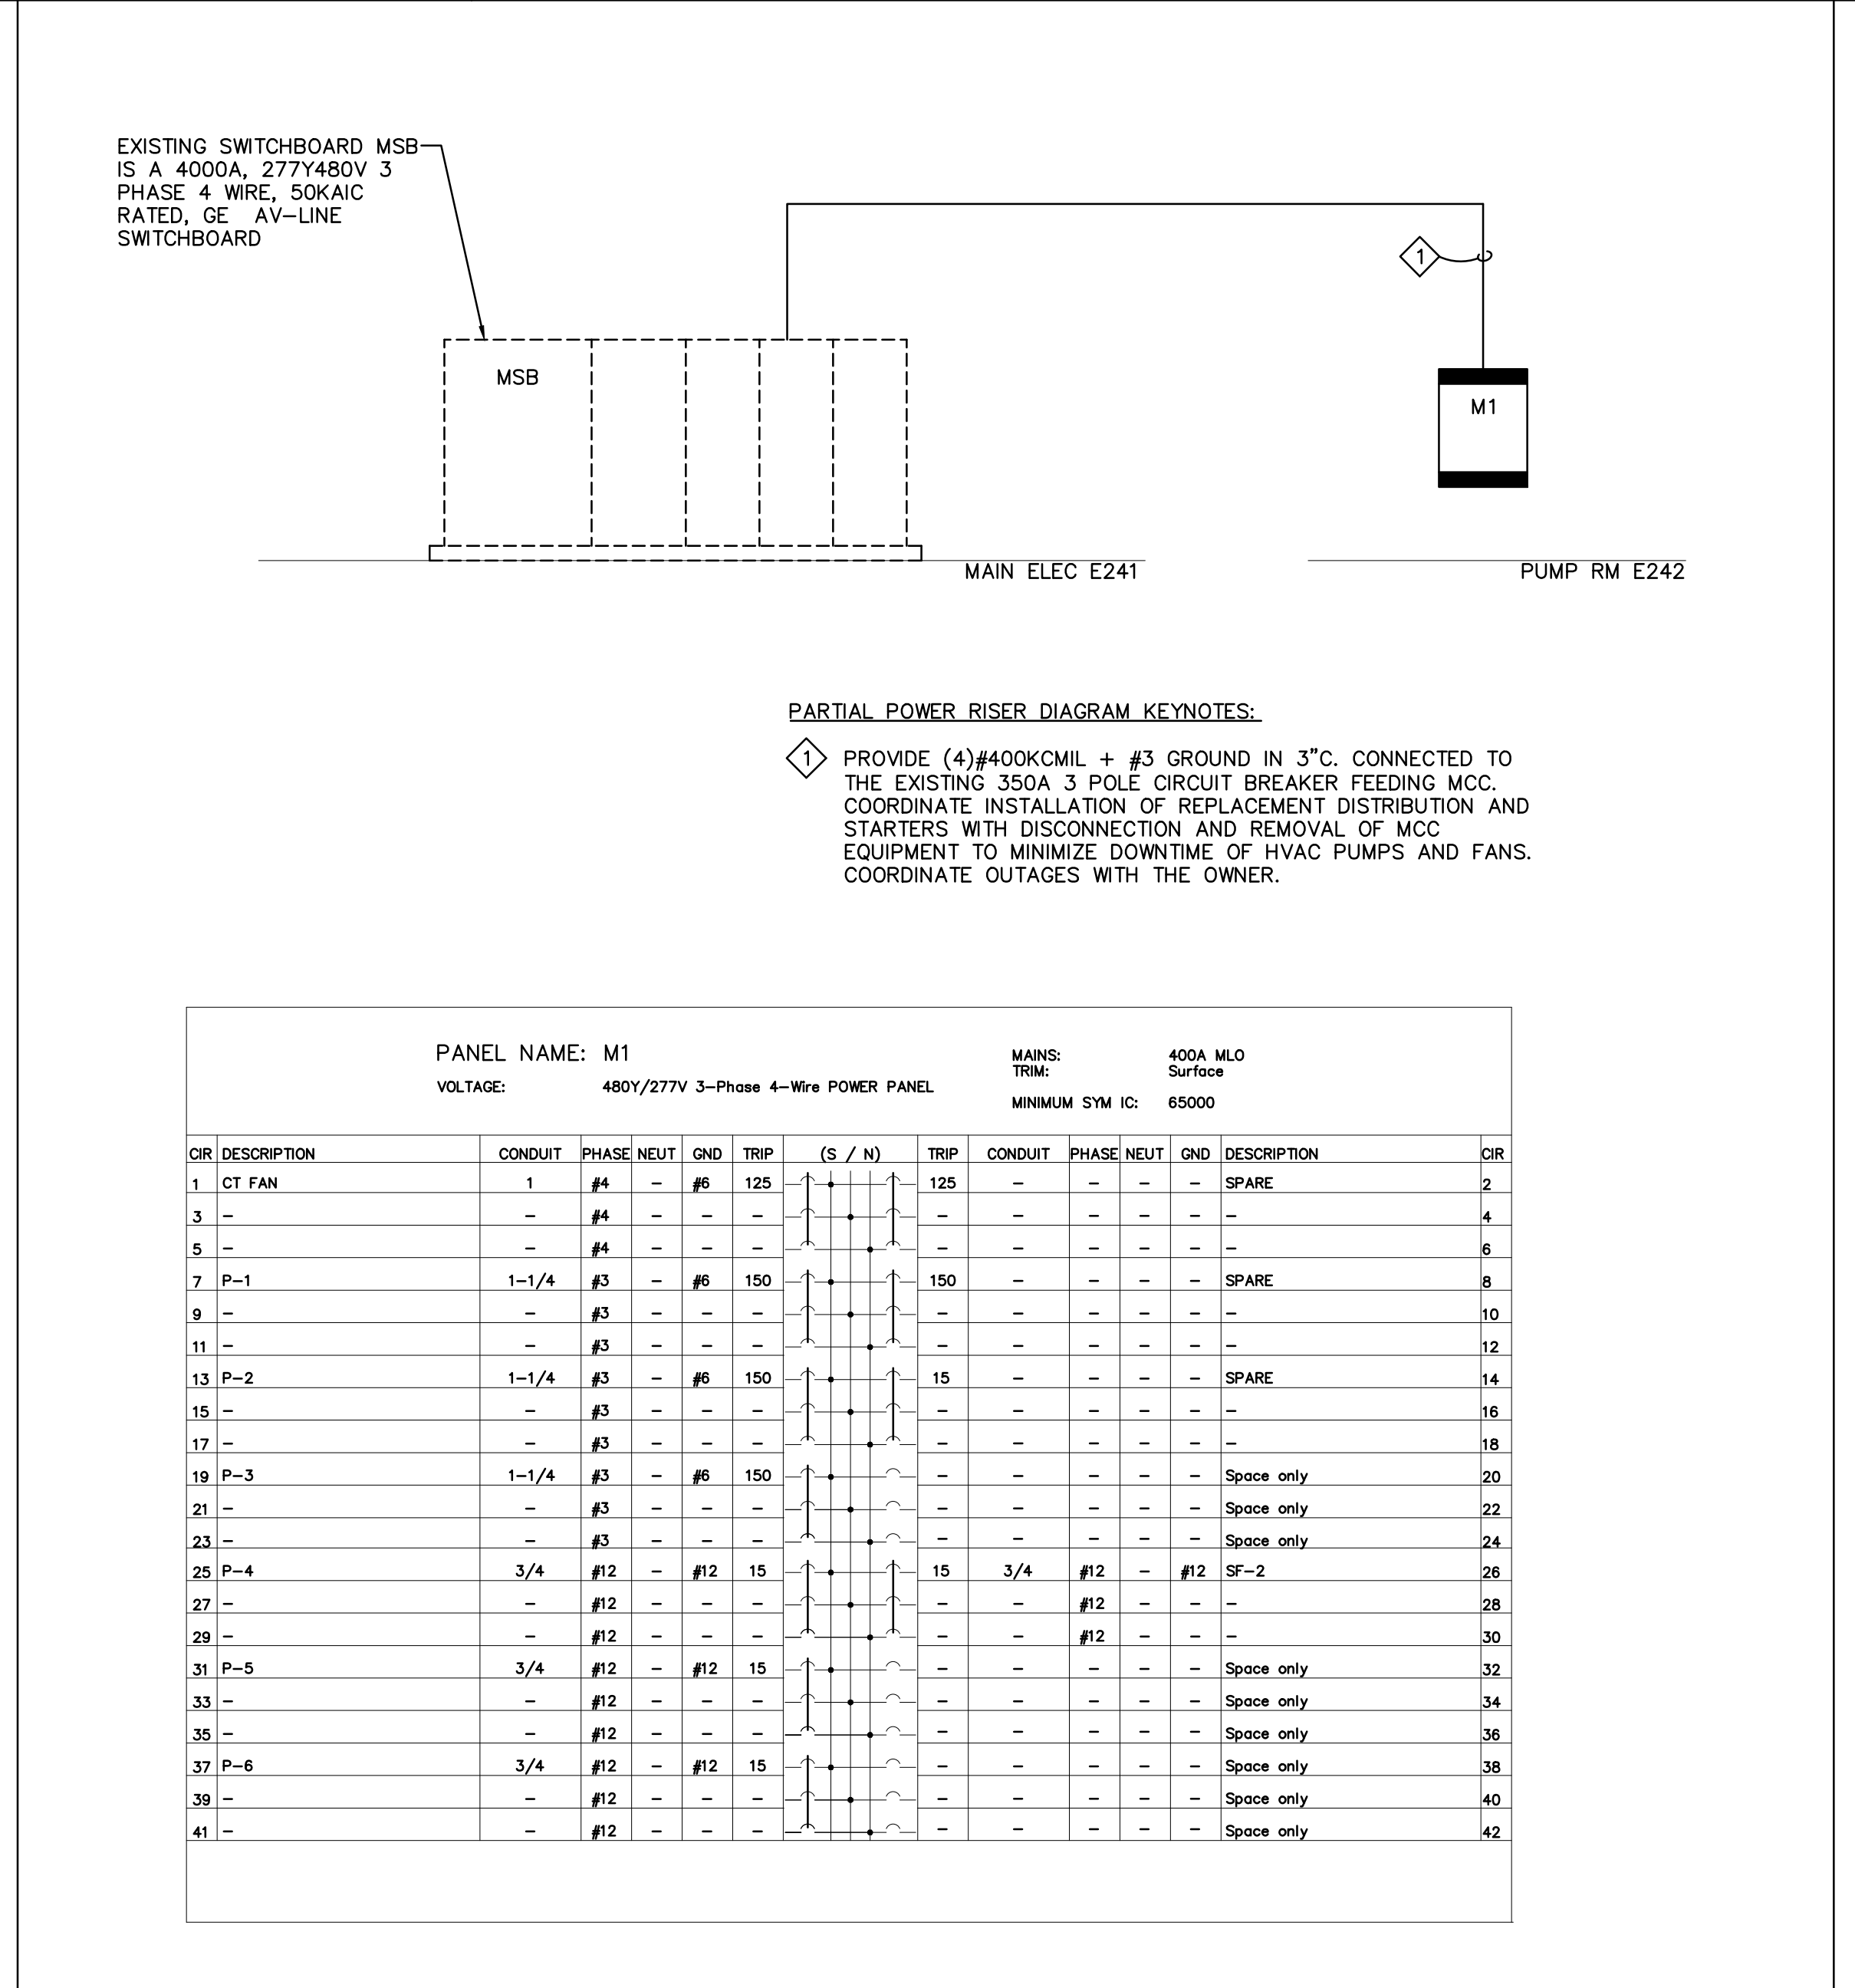 EXISTING SWITCHBOARD MSB
IS A 4000A, 277Y480V 3
PHASE 4 WIRE, 50KAIC
RATED, GE AV-LINE
SWITCHBOARD
1
MSB
M1
MAIN ELEC E241
PUMP RM E242
PARTIAL POWER RISER DIAGRAM KEYNOTES:
1 PROVIDE (4)#400KCMIL + #3 GROUND IN 3"C. CONNECTED TO
THE EXISTING 350A 3 POLE CIRCUIT BREAKER FEEDING MCC.
COORDINATE INSTALLATION OF REPLACEMENT DISTRIBUTION AND
STARTERS WITH DISCONNECTION AND REMOVAL OF MCC
EQUIPMENT TO MINIMIZE DOWNTIME OF HVAC PUMPS AND FANS.
COORDINATE OUTAGES WITH THE OWNER.
PANEL NAME: M1
VOLTAGE: 480Y/277V 3-Phase 4-Wire POWER PANEL
MAINS: 400A MLO
TRIM: Surface
MINIMUM SYM IC: 65000
CIR DESCRIPTION CONDUIT PHASE NEUT GND TRIP (S / N) TRIP CONDUIT PHASE NEUT GND DESCRIPTION CIR
1 CT FAN 1 #4 - #6 125 125 - - - - SPARE 2
3 - - #4 - - - - - - - - - 4
5 - - #4 - - - - - - - - - 6
7 P-1 1-1/4 #3 - #6 150 150 - - - - SPARE 8
9 - - #3 - - - - - - - - - 10
11 - - #3 - - - - - - - - - 12
13 P-2 1-1/4 #3 - #6 150 15 - - - - SPARE 14
15 - - #3 - - - - - - - - - 16
17 - - #3 - - - - - - - - - 18
19 P-3 1-1/4 #3 - #6 150 - - - - - Space only 20
21 - - #3 - - - - - - - - Space only 22
23 - - #3 - - - - - - - - Space only 24
25 P-4 3/4 #12 - #12 15 15 3/4 #12 - #12 SF-2 26
27 - - #12 - - - - - #12 - - - 28
29 - - #12 - - - - - #12 - - - 30
31 P-5 3/4 #12 - #12 15 - - - - - Space only 32
33 - - #12 - - - - - - - - Space only 34
35 - - #12 - - - - - - - - Space only 36
37 P-6 3/4 #12 - #12 15 - - - - - Space only 38
39 - - #12 - - - - - - - - Space only 40
41 - - #12 - - - - - - - - Space only 42